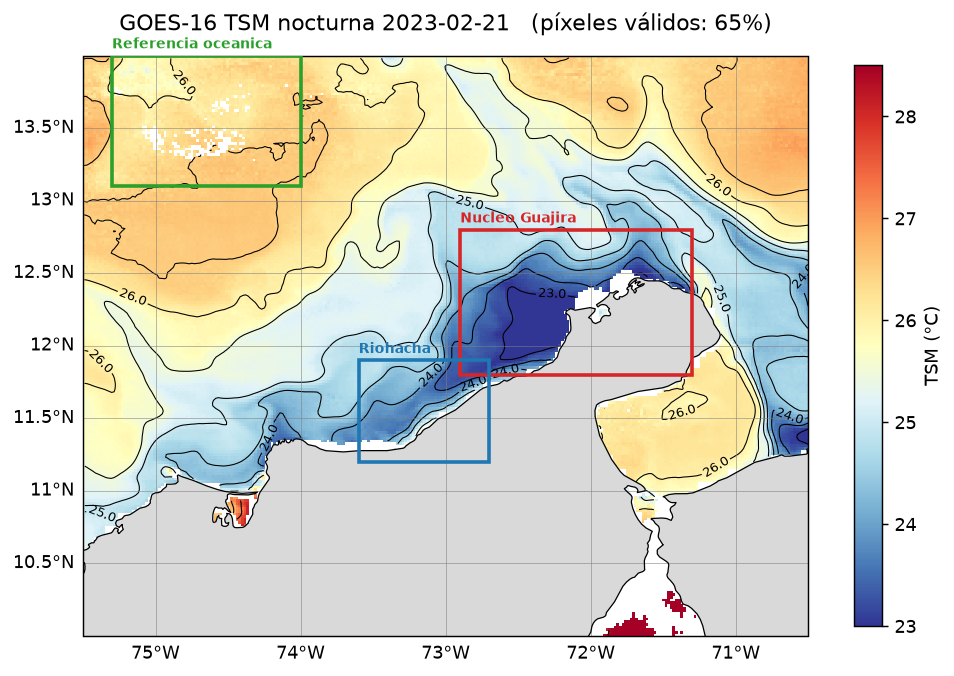 GOES-16 TSM nocturna 2023-02-21 (píxeles válidos: 65%)
Referencia oceanica
26.0
28
13.5°N
26.0
13°N
25.0
27
Nucleo Guajira
12.5°N
24.0
26.0
23.0
25.0
TSM (°C)
12°N
26
Riohacha
26.0
24.0
24.0
24.0
11.5°N
26.0
24.0
25
24.0
26.0
11°N
25.0
24
10.5°N
23
75°W
74°W
73°W
72°W
71°W